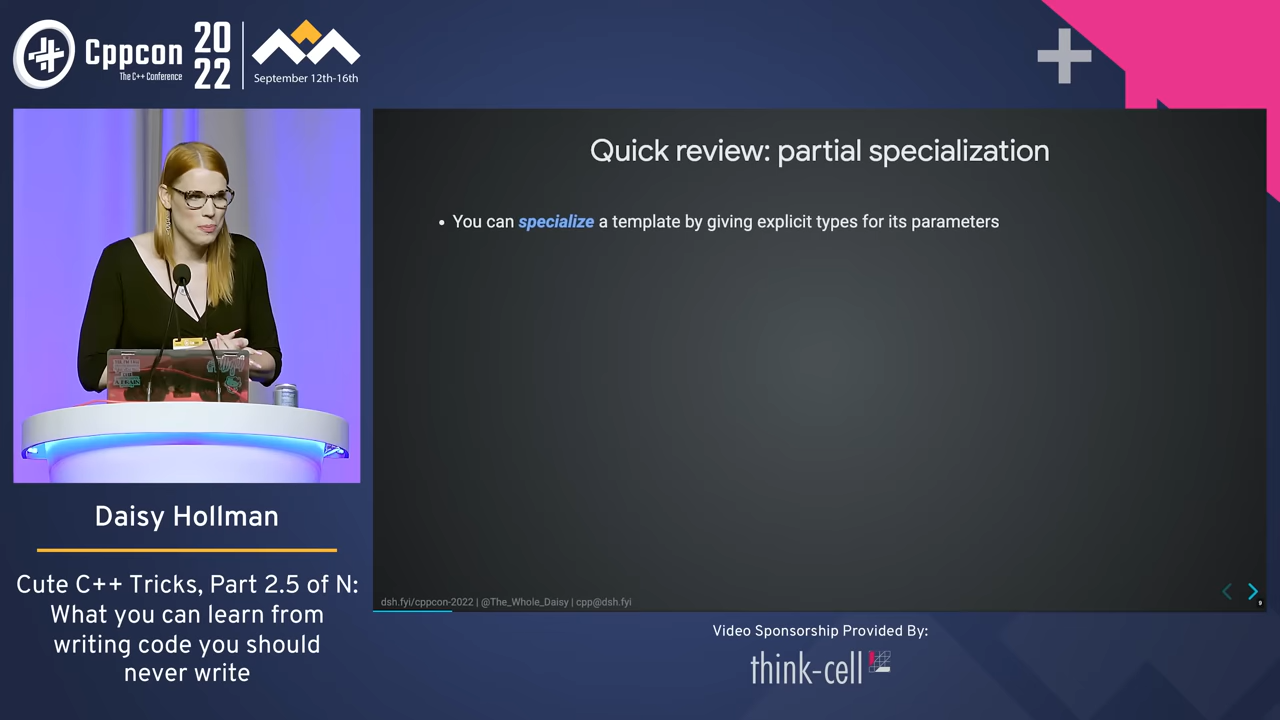 Cppcon
The C++ Conference
20
22
September 12th-16th
Quick review: partial specialization
• You can specialize a template by giving explicit types for its parameters
dsh.fyi/cppcon-2022 | @The_Whole_Daisy | cpp@dsh.fyi
Daisy Hollman
Cute C++ Tricks, Part 2.5 of N:
What you can learn from
writing code you should
never write
Video Sponsorship Provided By:
think-cell